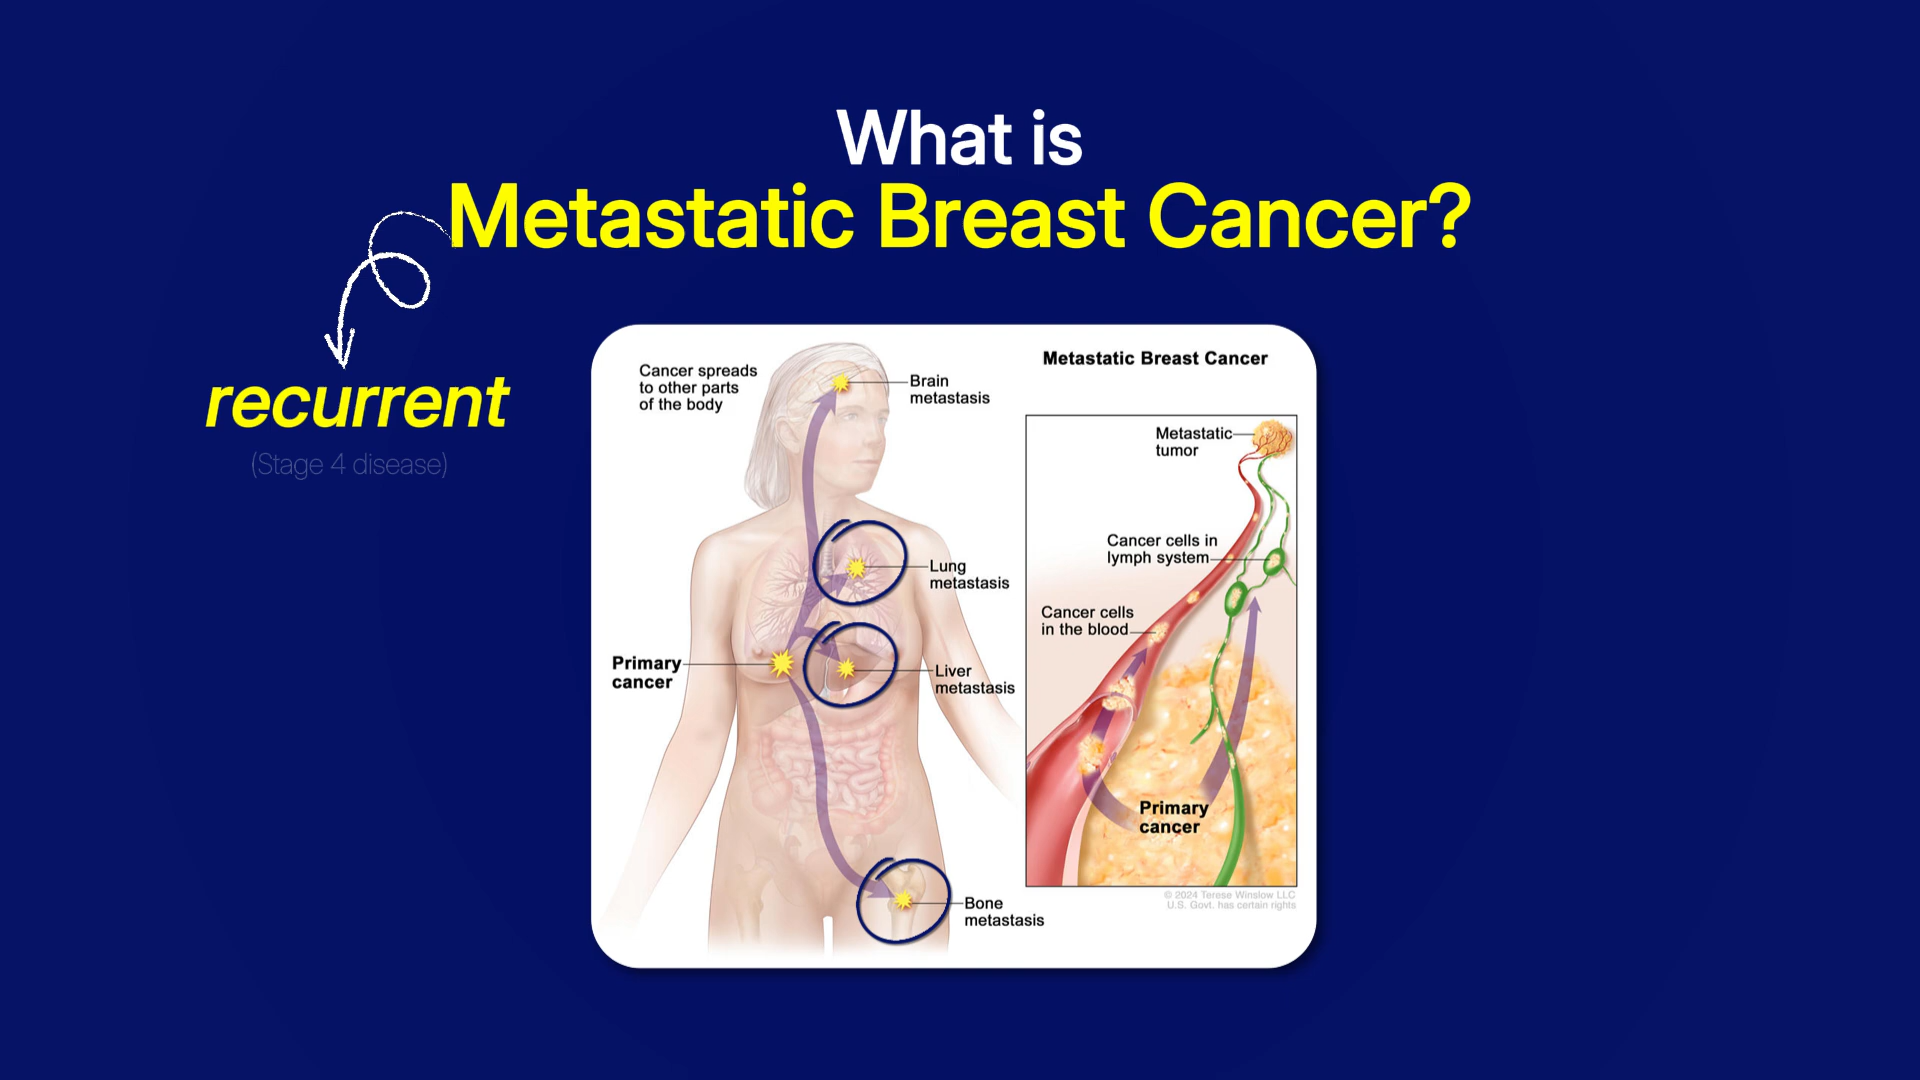 What is
Metastatic Breast Cancer?
recurrent
(Stage 4 disease)
Cancer spreads
to other parts
of the body
Brain
metastasis
Lung
metastasis
Primary
cancer
Liver
metastasis
Bone
metastasis
Metastatic Breast Cancer
Metastatic
tumor
Cancer cells in
lymph system
Cancer cells
in the blood
Primary
cancer
© 2024 Terese Winslow LLC
U.S. Govt. has certain rights